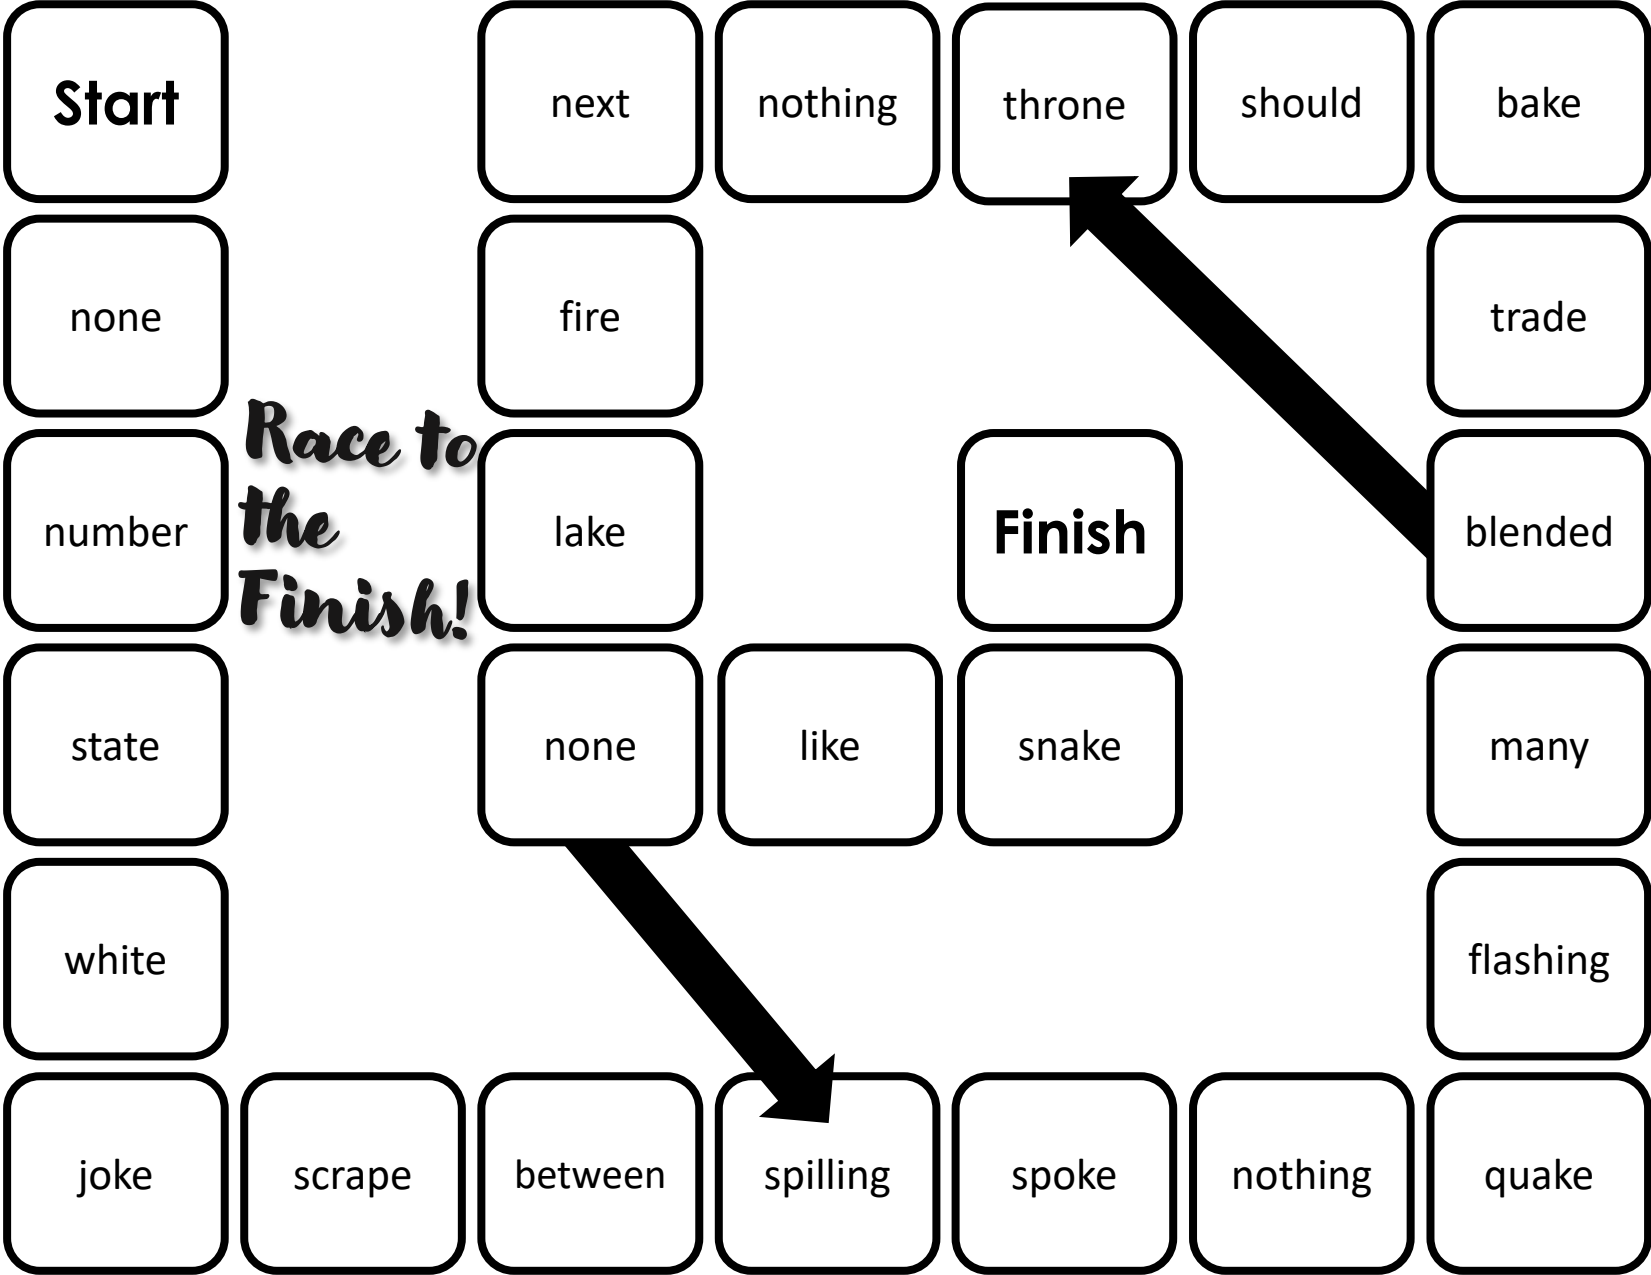 Start
next
nothing
throne
should
bake
none
fire
trade
Race to
the
Finish!
number
lake
Finish
blended
state
none
like
snake
many
white
flashing
joke
scrape
between
spilling
spoke
nothing
quake